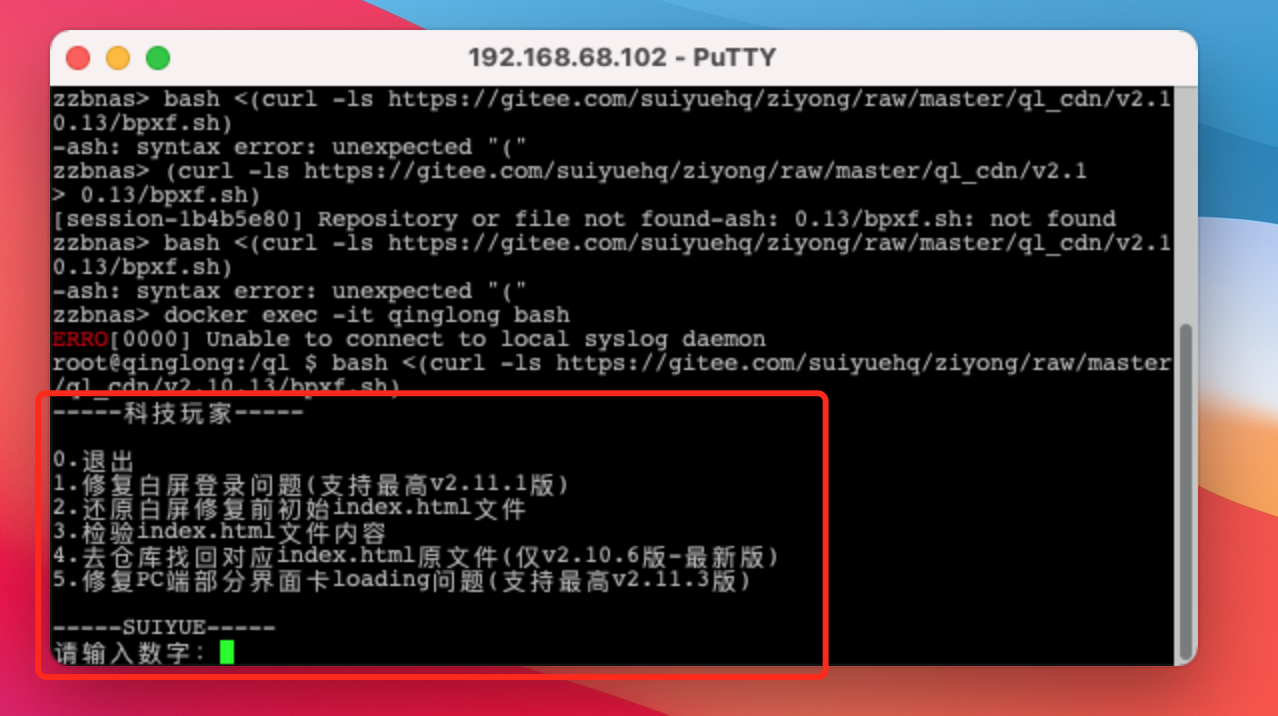 192.168.68.102 - PuTTY
zzbnas> bash <(curl -ls https://gitee.com/suiyuehq/ziyong/raw/master/ql_cdn/v2.1
0.13/bpxf.sh)
-ash: syntax error: unexpected "("
zzbnas> (curl -ls https://gitee.com/suiyuehq/ziyong/raw/master/ql_cdn/v2.1
> 0.13/bpxf.sh)
[session-1b4b5e80] Repository or file not found-ash: 0.13/bpxf.sh: not found
zzbnas> bash <(curl -ls https://gitee.com/suiyuehq/ziyong/raw/master/ql_cdn/v2.1
0.13/bpxf.sh)
-ash: syntax error: unexpected "("
zzbnas> docker exec -it qinglong bash
ERRO[0000] Unable to connect to local syslog daemon
root@qinglong:/ql $ bash <(curl -ls https://gitee.com/suiyuehq/ziyong/raw/master
/ql_cdn/v2.10.13/bpxf.sh)
-----科技玩家-----
0.退出
1.修复白屏登录问题(支持最高v2.11.1版)
2.还原白屏修复前初始index.html文件
3.检验index.html文件内容
4.去仓库找回对应index.html原文件(仅v2.10.6版-最新版)
5.修复PC端部分界面卡loading问题(支持最高v2.11.3版)
-----SUIYUE-----
请输入数字: